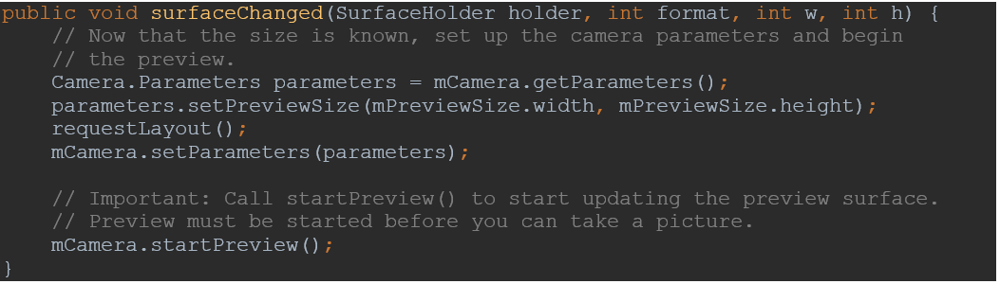 public void surfaceChanged(SurfaceHolder holder, int format, int w, int h) {
    // Now that the size is known, set up the camera parameters and begin
    // the preview.
    Camera.Parameters parameters = mCamera.getParameters();
    parameters.setPreviewSize(mPreviewSize.width, mPreviewSize.height);
    requestLayout();
    mCamera.setParameters(parameters);

    // Important: Call startPreview() to start updating the preview surface.
    // Preview must be started before you can take a picture.
    mCamera.startPreview();
}